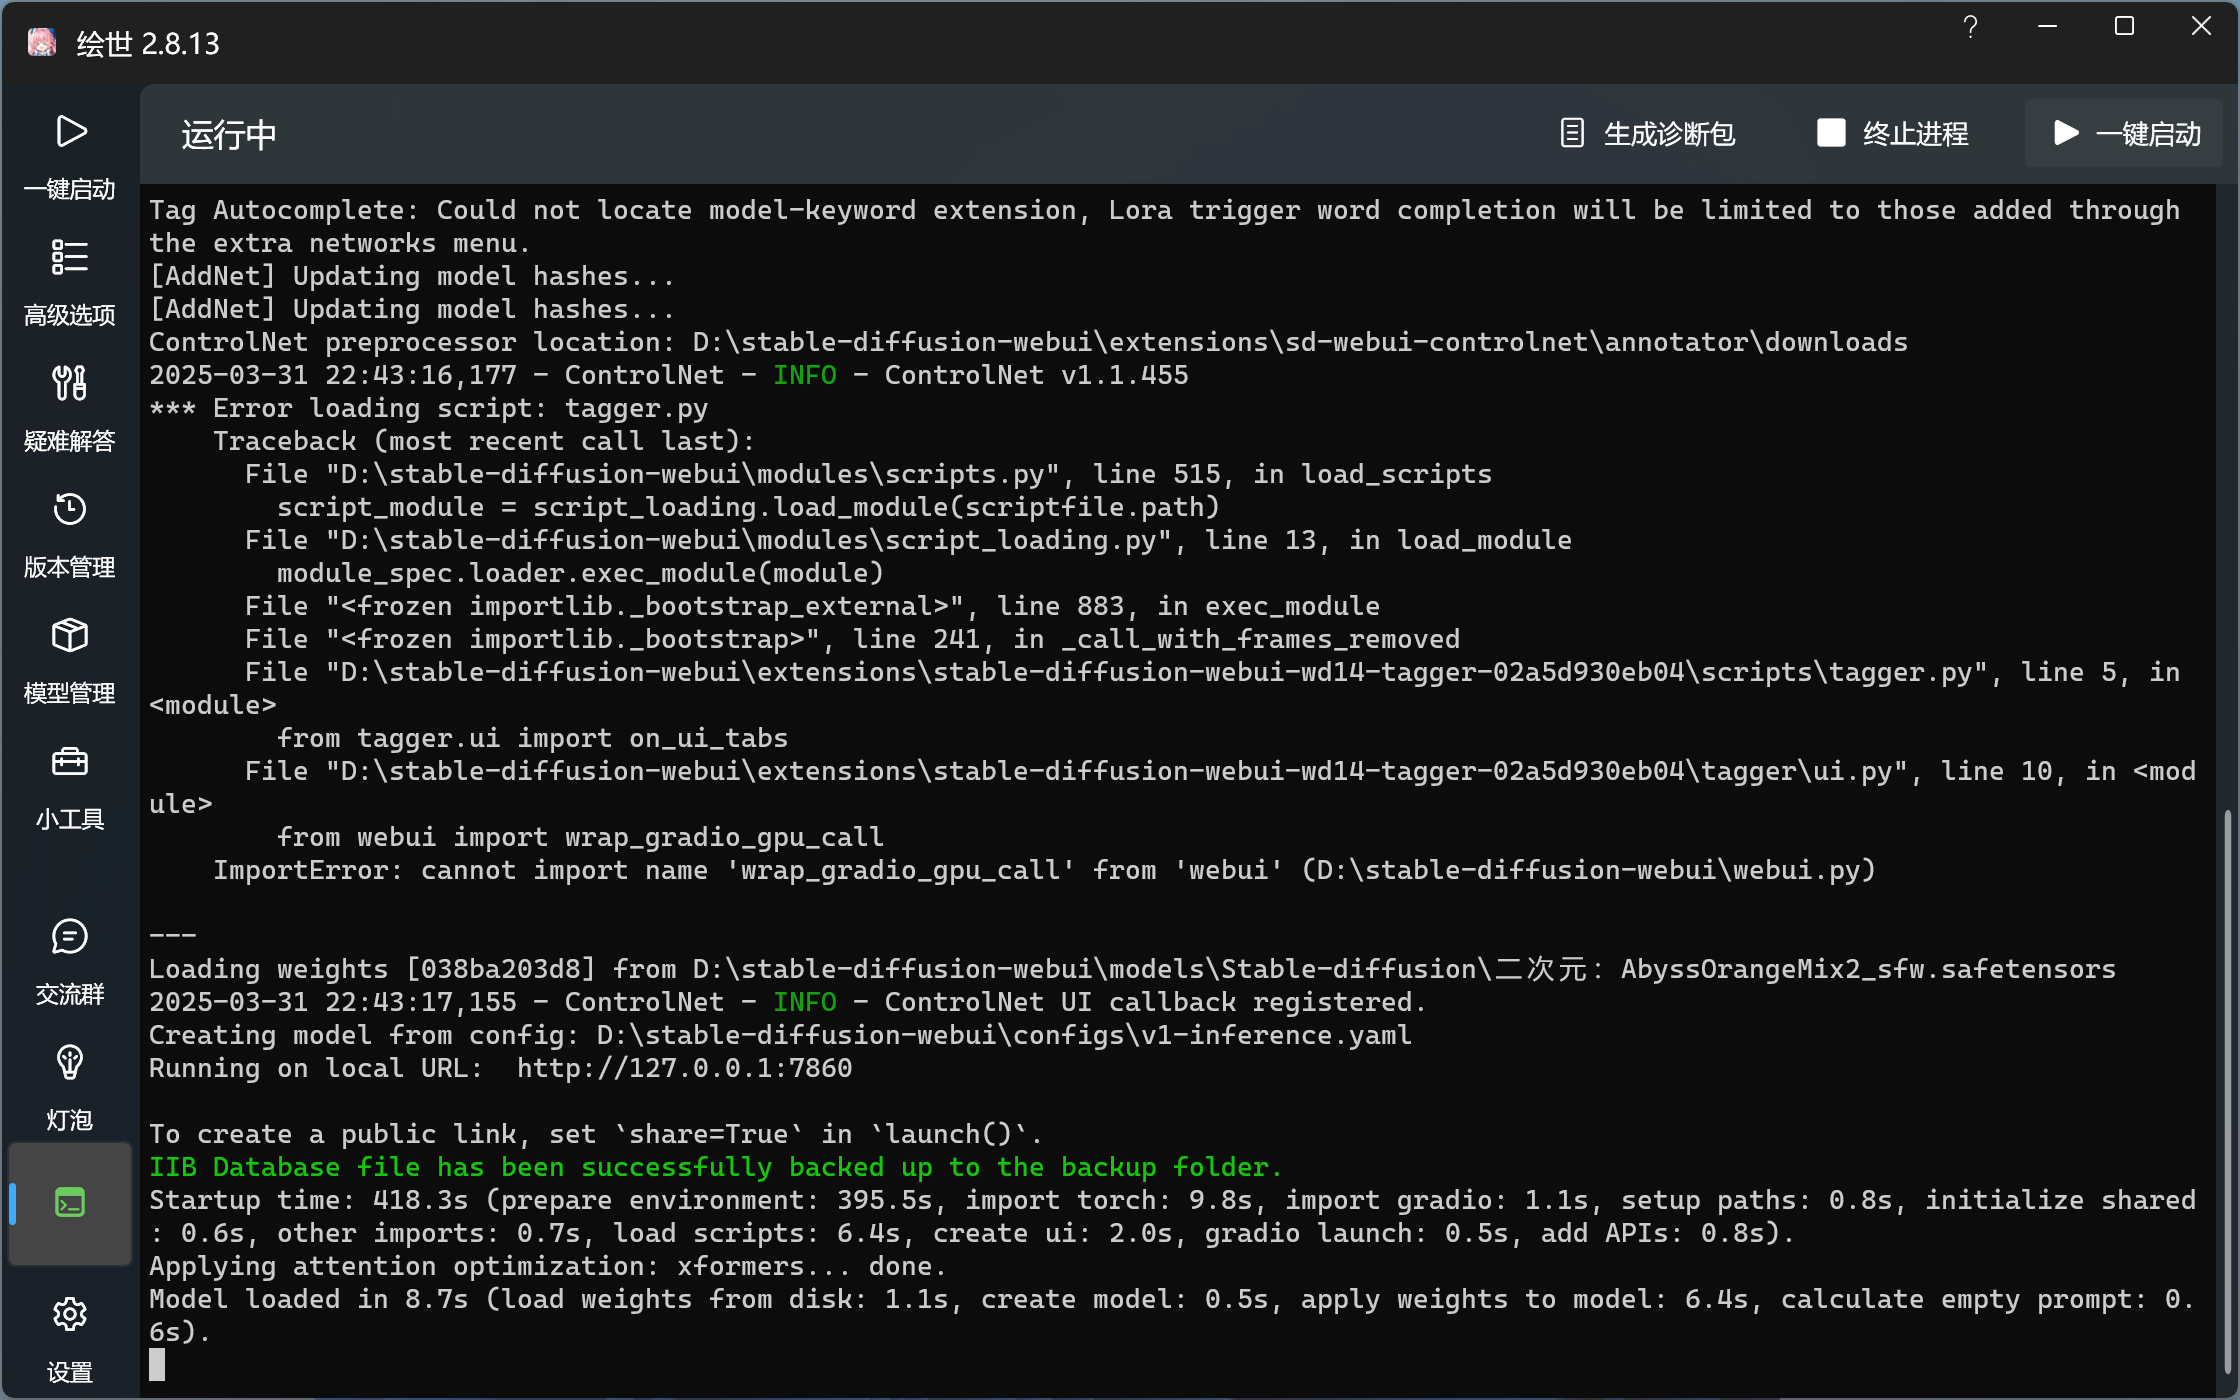 绘世 2.8.13
运行中
生成诊断包
终止进程
一键启动
一键启动
高级选项
疑难解答
版本管理
模型管理
小工具
交流群
灯泡
设置
Tag Autocomplete: Could not locate model-keyword extension, Lora trigger word completion will be limited to those added through
the extra networks menu.
[AddNet] Updating model hashes...
[AddNet] Updating model hashes...
ControlNet preprocessor location: D:\stable-diffusion-webui\extensions\sd-webui-controlnet\annotator\downloads
2025-03-31 22:43:16,177 - ControlNet - INFO - ControlNet v1.1.455
*** Error loading script: tagger.py
    Traceback (most recent call last):
      File "D:\stable-diffusion-webui\modules\scripts.py", line 515, in load_scripts
        script_module = script_loading.load_module(scriptfile.path)
      File "D:\stable-diffusion-webui\modules\script_loading.py", line 13, in load_module
        module_spec.loader.exec_module(module)
      File "<frozen importlib._bootstrap_external>", line 883, in exec_module
      File "<frozen importlib._bootstrap>", line 241, in _call_with_frames_removed
      File "D:\stable-diffusion-webui\extensions\stable-diffusion-webui-wd14-tagger-02a5d930eb04\scripts\tagger.py", line 5, in
<module>
        from tagger.ui import on_ui_tabs
      File "D:\stable-diffusion-webui\extensions\stable-diffusion-webui-wd14-tagger-02a5d930eb04\tagger\ui.py", line 10, in <mod
ule>
        from webui import wrap_gradio_gpu_call
    ImportError: cannot import name 'wrap_gradio_gpu_call' from 'webui' (D:\stable-diffusion-webui\webui.py)
---
Loading weights [038ba203d8] from D:\stable-diffusion-webui\models\Stable-diffusion\二次元：AbyssOrangeMix2_sfw.safetensors
2025-03-31 22:43:17,155 - ControlNet - INFO - ControlNet UI callback registered.
Creating model from config: D:\stable-diffusion-webui\configs\v1-inference.yaml
Running on local URL:  http://127.0.0.1:7860
To create a public link, set `share=True` in `launch()`.
IIB Database file has been successfully backed up to the backup folder.
Startup time: 418.3s (prepare environment: 395.5s, import torch: 9.8s, import gradio: 1.1s, setup paths: 0.8s, initialize shared
: 0.6s, other imports: 0.7s, load scripts: 6.4s, create ui: 2.0s, gradio launch: 0.5s, add APIs: 0.8s).
Applying attention optimization: xformers... done.
Model loaded in 8.7s (load weights from disk: 1.1s, create model: 0.5s, apply weights to model: 6.4s, calculate empty prompt: 0.
6s).